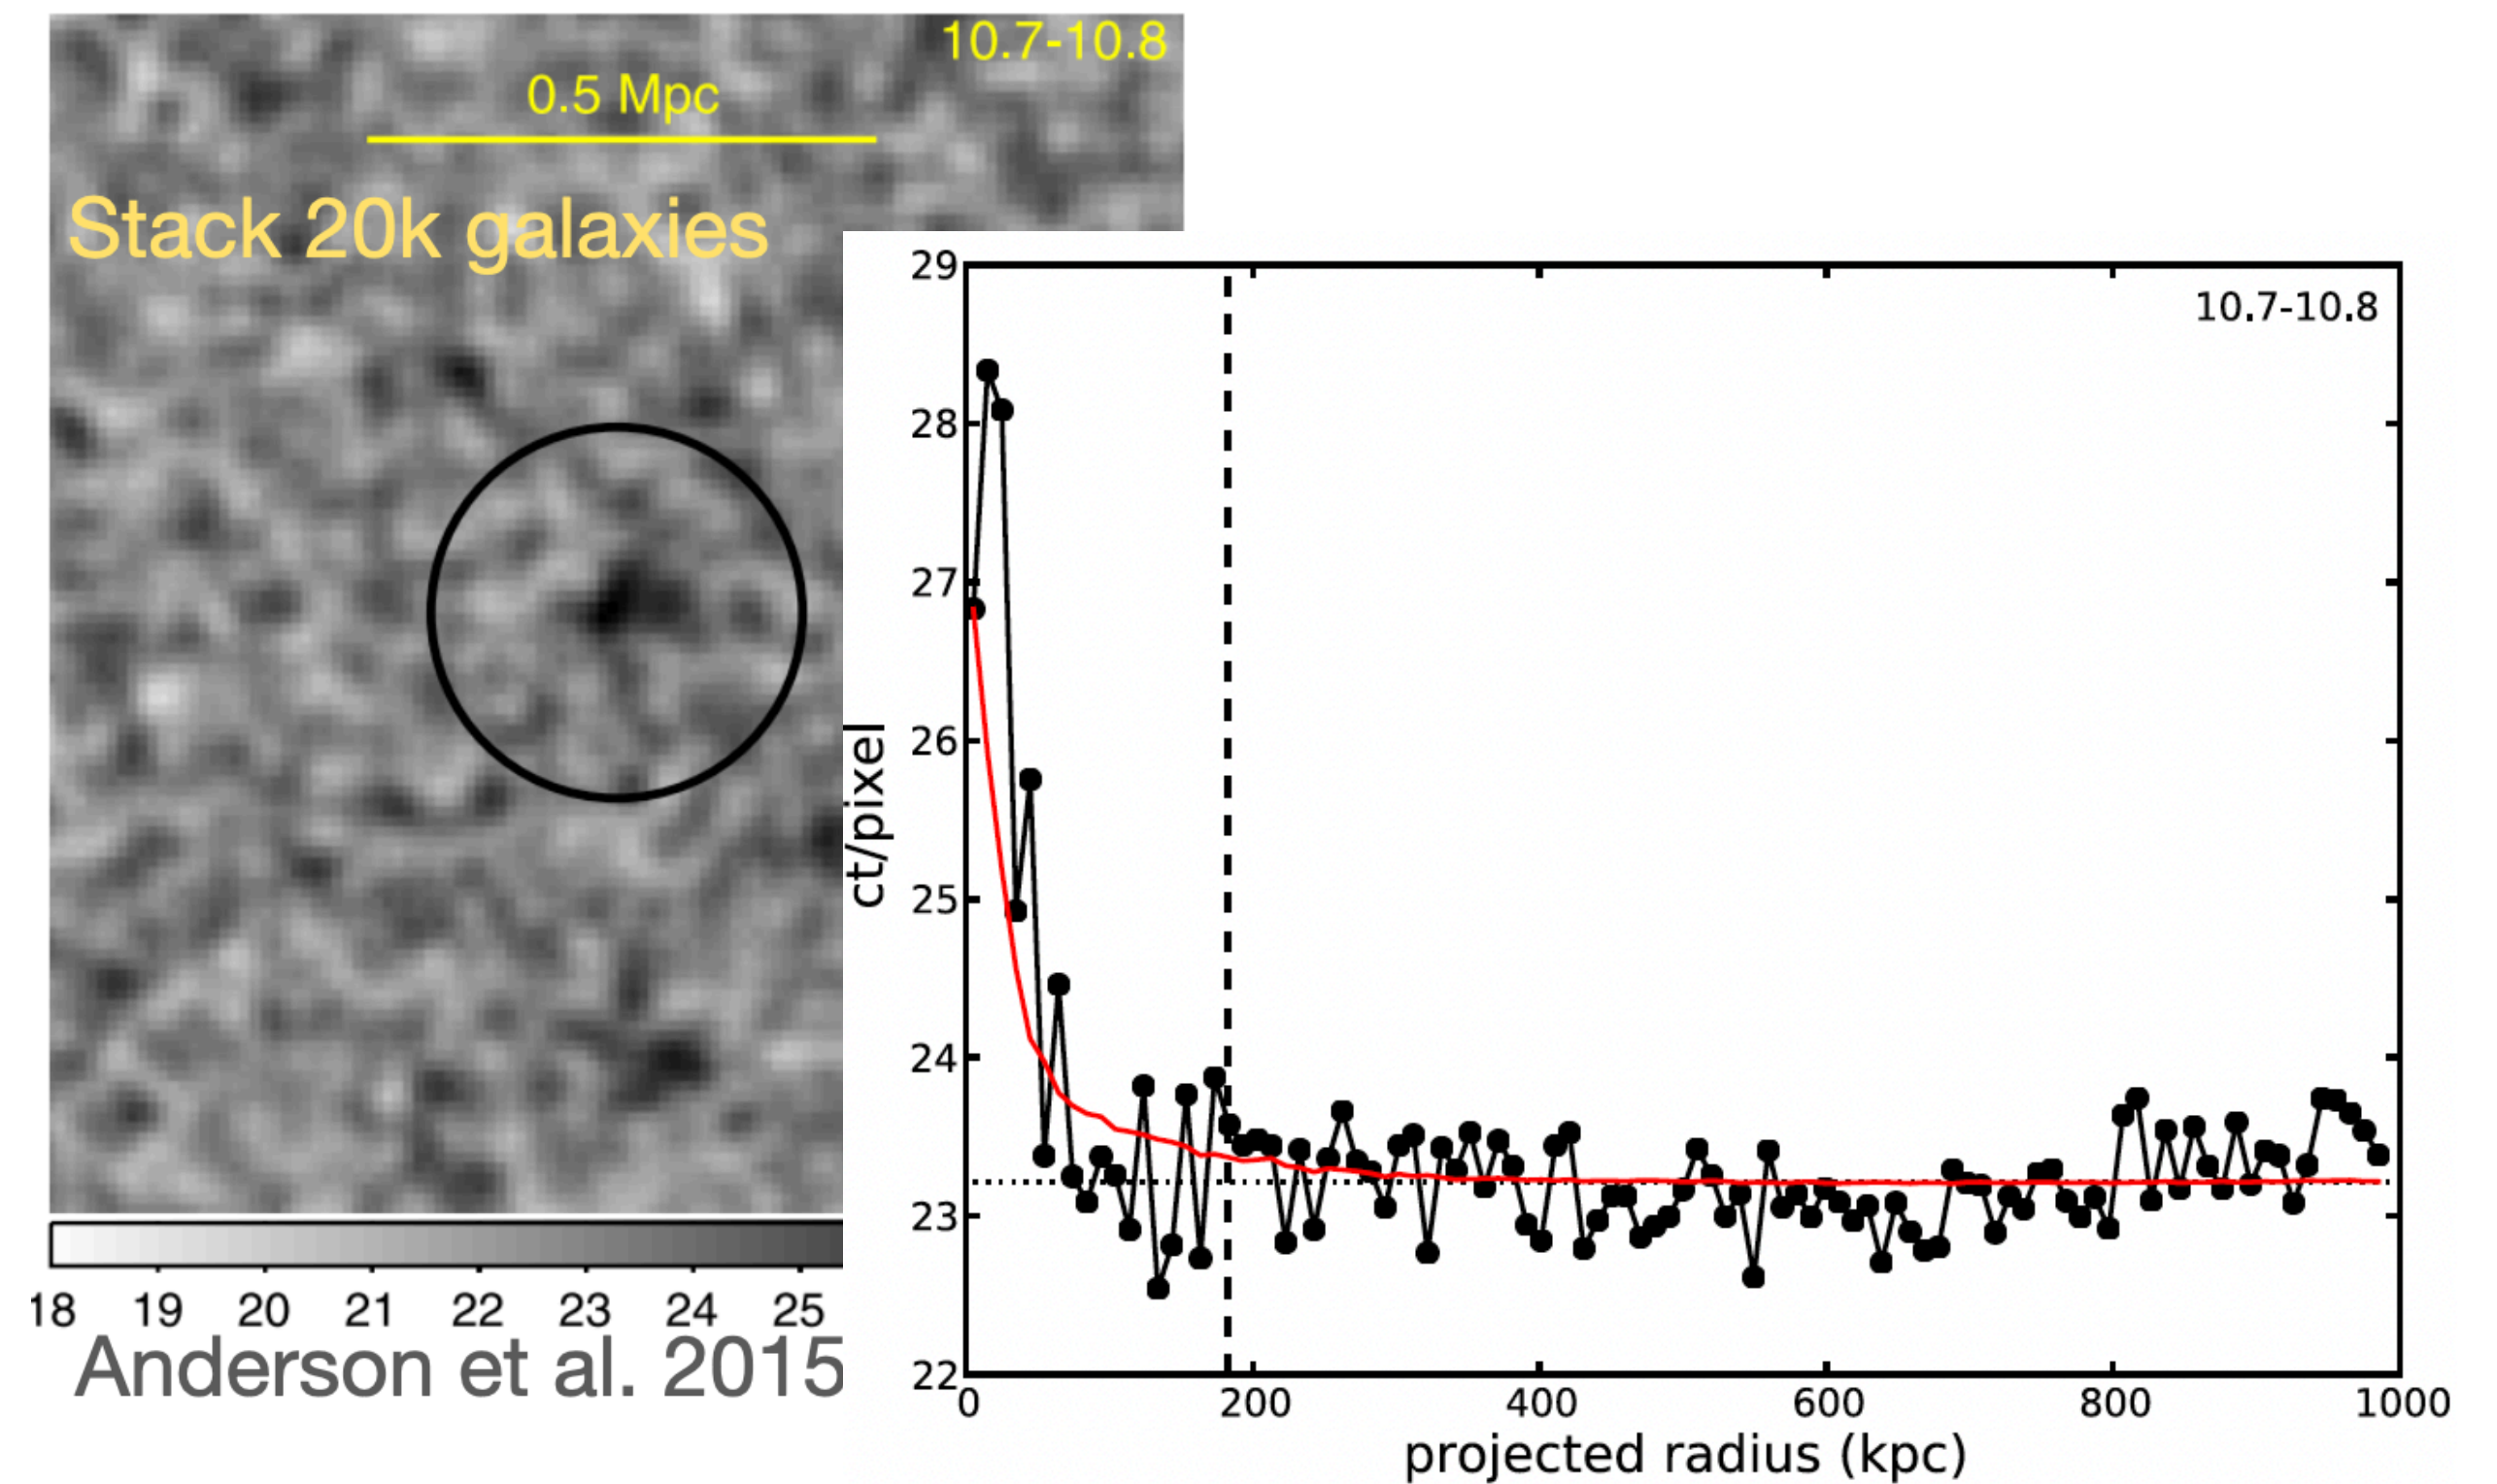 10.7-10.8
0.5 Mpc
Stack 20k galaxies
18 19 20 21 22 23 24 25
Anderson et al. 2015
10.7-10.8
29
28
27
26
25
24
23
22
ct/pixel
0 200 400 600 800 1000
projected radius (kpc)